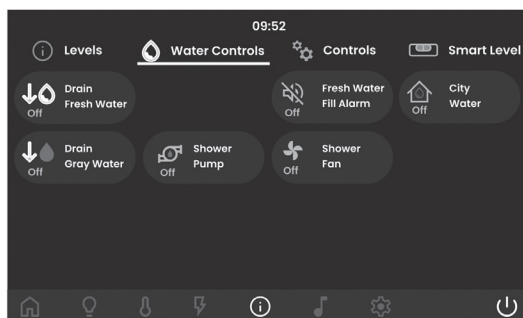 09:52
Levels
Water Controls
Controls
Smart Level
Drain
Fresh Water
Off
Fresh Water
Fill Alarm
Off
City
Water
Off
Drain
Gray Water
Off
Shower
Pump
Off
Shower
Fan
Off